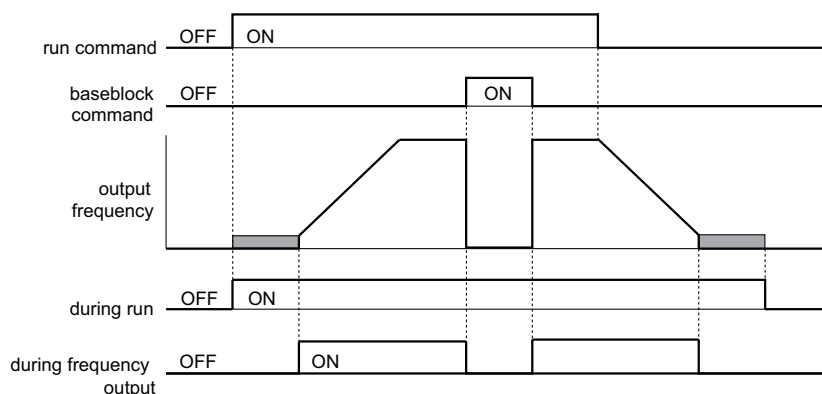 run command OFF ON
baseblock OFF ON
command
output
frequency
during run OFF ON
during frequency OFF ON
output